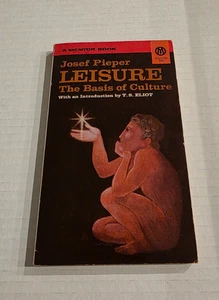 A MENTOR BOOK
M
Josef Pieper
LEISURE
The Basis of Culture
With an Introduction by T. S. ELIOT